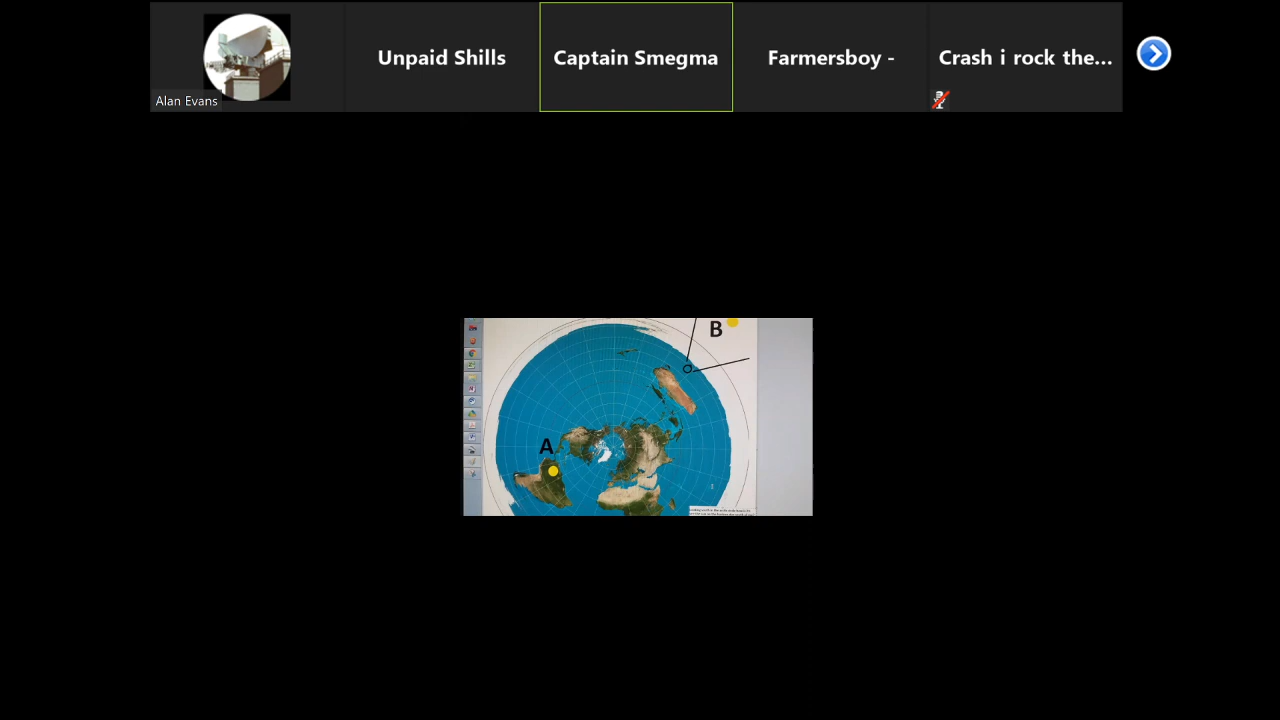 Unpaid Shills
Captain Smegma
Farmersboy -
Crash i rock the...
Alan Evans
B
A